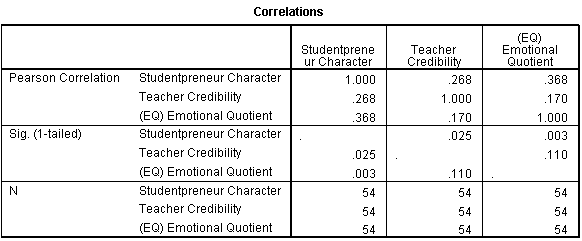 Correlations
Studentpreneur Character Teacher Credibility (EQ) Emotional Quotient
Pearson Correlation Studentpreneur Character 1.000 .268 .368
Teacher Credibility .268 1.000 .170
(EQ) Emotional Quotient .368 .170 1.000
Sig. (1-tailed) Studentpreneur Character . .025 .003
Teacher Credibility .025 . .110
(EQ) Emotional Quotient .003 .110 .
N Studentpreneur Character 54 54 54
Teacher Credibility 54 54 54
(EQ) Emotional Quotient 54 54 54